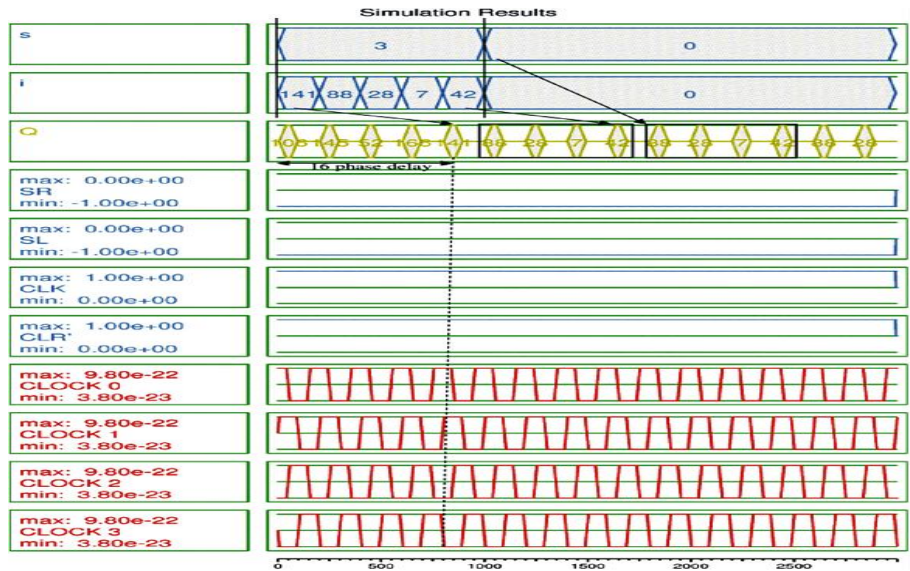 Simulation Results
s
3
0
i
141 88 28 7 42
0
Q
145 52 165 141 88 28 7 42 88 28 7 42 88 28
16 phase delay
max: 0.00e+00
SR
min: -1.00e+00
max: 0.00e+00
SL
min: -1.00e+00
max: 1.00e+00
CLK
min: 0.00e+00
max: 1.00e+00
CLR'
min: 0.00e+00
max: 9.80e-22
CLOCK 0
min: 3.80e-23
max: 9.80e-22
CLOCK 1
min: 3.80e-23
max: 9.80e-22
CLOCK 2
min: 3.80e-23
max: 9.80e-22
CLOCK 3
min: 3.80e-23
0 500 1000 1500 2000 2500